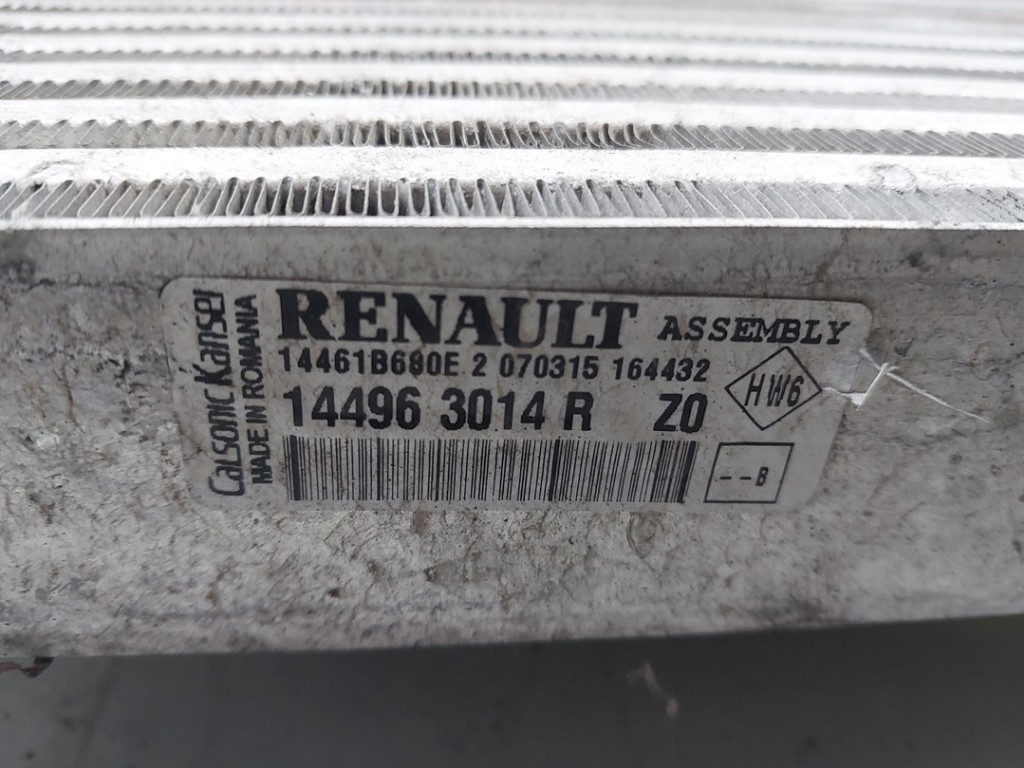 Calsonic Kansei
MADE IN ROMANIA
RENAULT ASSEMBLY
14461B680E 2 070315 164432
14496 3014 R Z0
HW6
--B